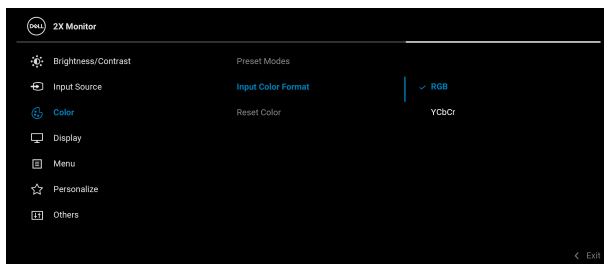 DELL 2X Monitor
Brightness/Contrast Preset Modes
Input Source Input Color Format RGB
Color Reset Color YCbCr
Display
Menu
Personalize
Others
Exit